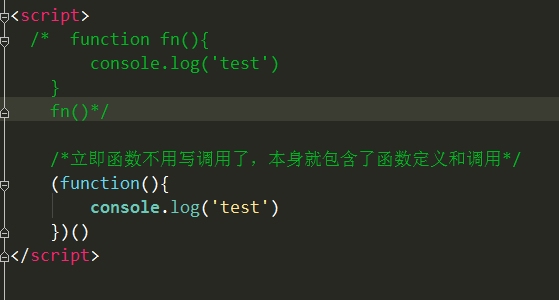 <script>
/*  function fn(){
console.log('test')
}
fn()*/
/*立即函数不用写调用了，本身就包含了函数定义和调用*/
(function(){
console.log('test')
})()
</script>